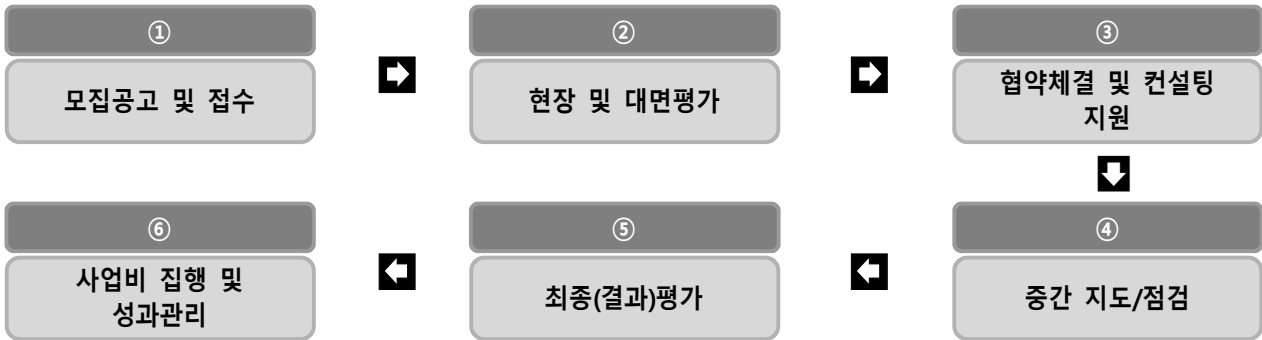 ①
모집공고 및 접수
②
현장 및 대면평가
③
협약체결 및 컨설팅
지원
④
중간 지도/점검
⑤
최종(결과)평가
⑥
사업비 집행 및
성과관리